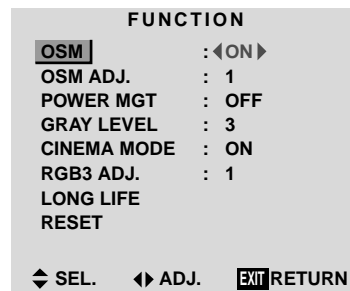 FUNCTION
OSM : ◀ON▶
OSM ADJ. : 1
POWER MGT : OFF
GRAY LEVEL : 3
CINEMA MODE : ON
RGB3 ADJ. : 1
LONG LIFE
RESET
SEL. ADJ. EXIT RETURN